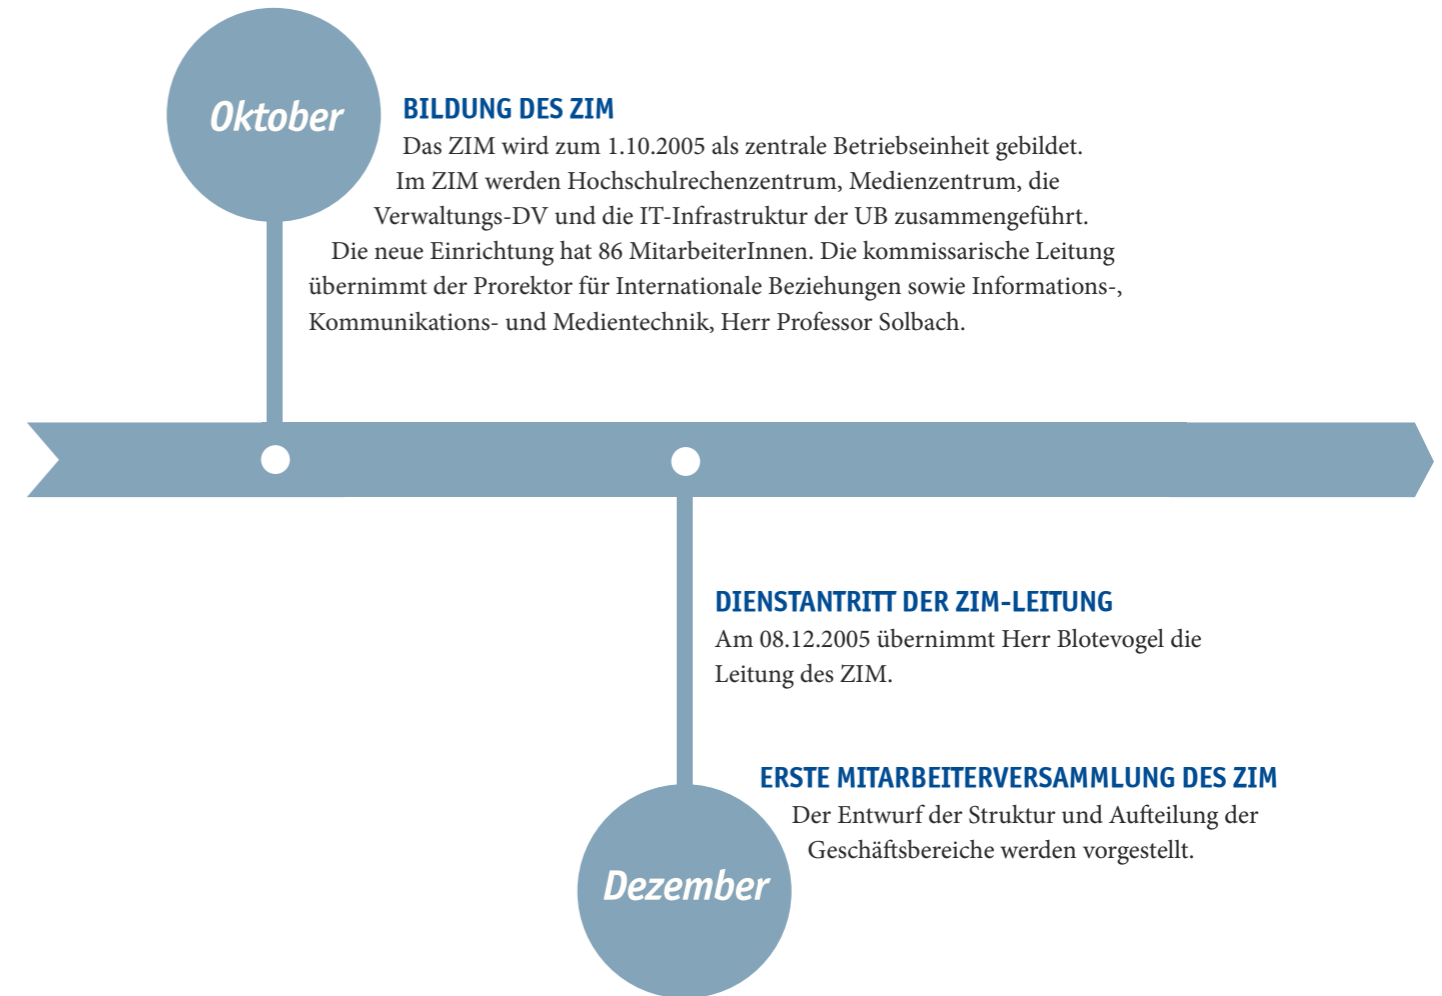 Oktober
BILDUNG DES ZIM
Das ZIM wird zum 1.10.2005 als zentrale Betriebseinheit gebildet.
Im ZIM werden Hochschulrechenzentrum, Medienzentrum, die
Verwaltungs-DV und die IT-Infrastruktur der UB zusammengeführt.
Die neue Einrichtung hat 86 MitarbeiterInnen. Die kommissarische Leitung
übernimmt der Prorektor für Internationale Beziehungen sowie Informations-,
Kommunikations- und Medientechnik, Herr Professor Solbach.
DIENSTANTRITT DER ZIM-LEITUNG
Am 08.12.2005 übernimmt Herr Blotevogel die
Leitung des ZIM.
ERSTE MITARBEITERVERSAMMLUNG DES ZIM
Der Entwurf der Struktur und Aufteilung der
Geschäftsbereiche werden vorgestellt.
Dezember